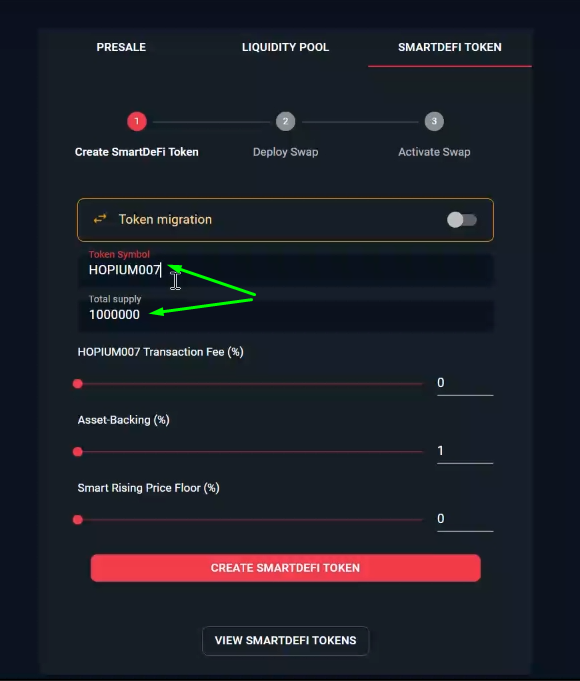 PRESALE LIQUIDITY POOL SMARTDEFI TOKEN
1 2 3
Create SmartDeFi Token Deploy Swap Activate Swap
Token migration
Token Symbol
HOPIUM007
Total supply
1000000
HOPIUM007 Transaction Fee (%)
0
Asset-Backing (%)
1
Smart Rising Price Floor (%)
0
CREATE SMARTDEFI TOKEN
VIEW SMARTDEFI TOKENS